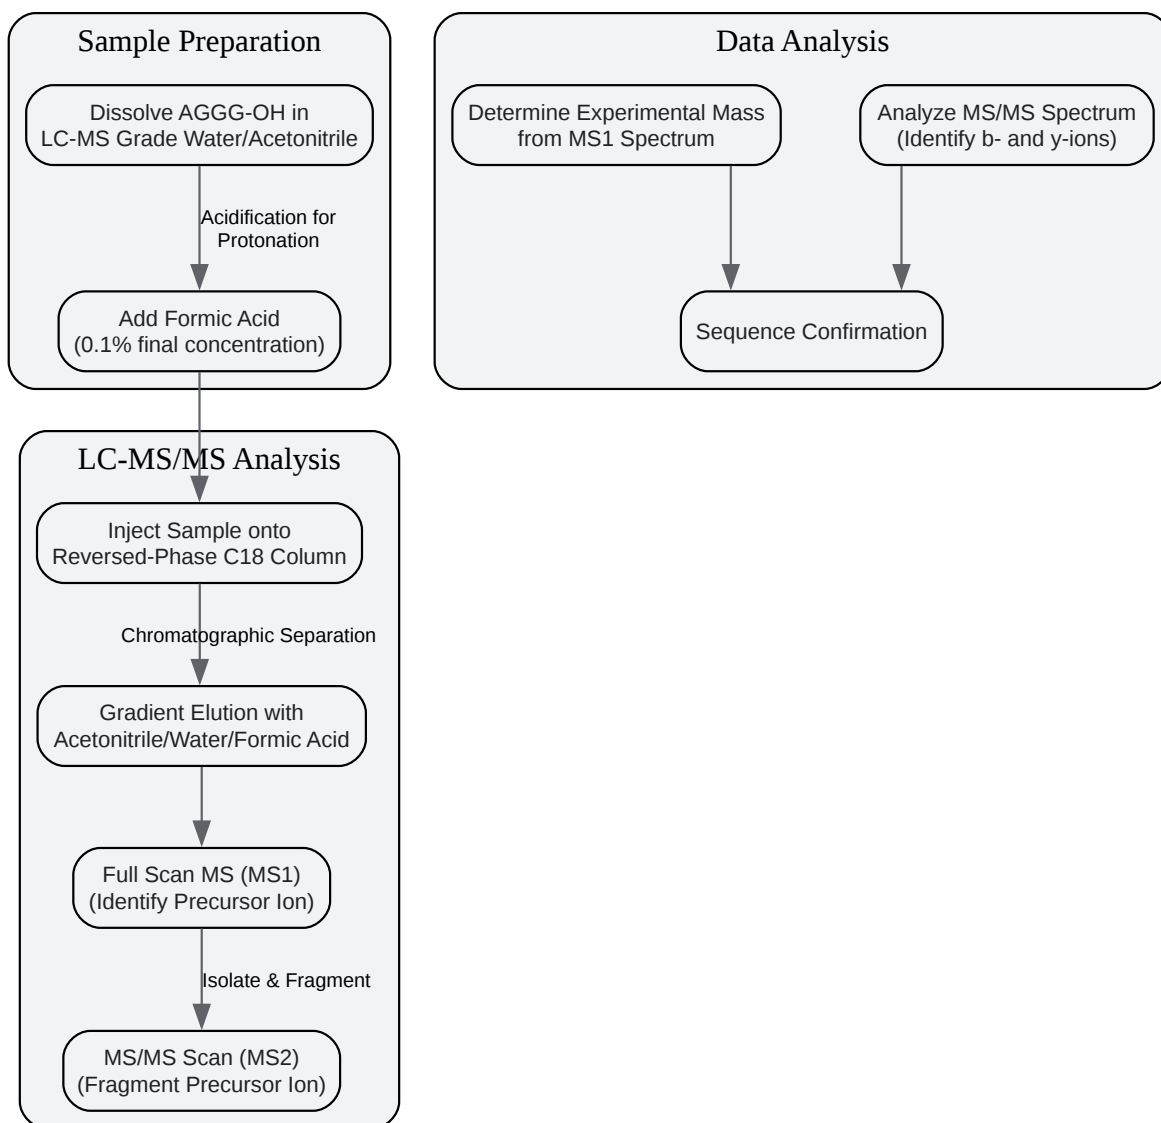 Sample Preparation
Dissolve AGGG-OH in
LC-MS Grade Water/Acetonitrile
Acidification for
Protonation
Add Formic Acid
(0.1% final concentration)
LC-MS/MS Analysis
Inject Sample onto
Reversed-Phase C18 Column
Chromatographic Separation
Gradient Elution with
Acetonitrile/Water/Formic Acid
Full Scan MS (MS1)
(Identify Precursor Ion)
Isolate & Fragment
MS/MS Scan (MS2)
(Fragment Precursor Ion)
Data Analysis
Determine Experimental Mass
from MS1 Spectrum
Analyze MS/MS Spectrum
(Identify b- and y-ions)
Sequence Confirmation